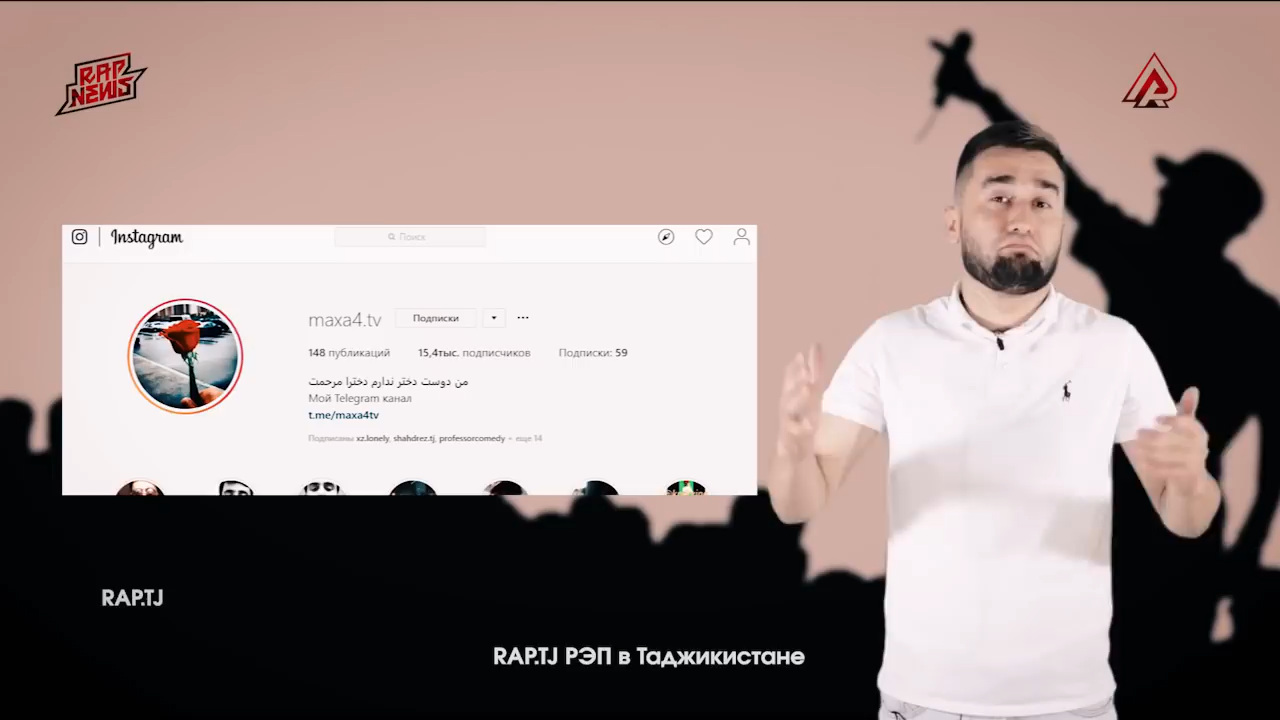 RAP
NEWS
Instagram
Поиск
maxa4.tv Подписки
148 публикаций 15,4тыс. подписчиков Подписки: 59
من دوست دختر ندارم دخترا مرحمت
Мой Telegram канал
t.me/maxa4tv
Подписаны xz.lonely, shahdrez.tj, professorcomedy + еще 14
RAP.TJ
RAP.TJ РЭП в Таджикистане